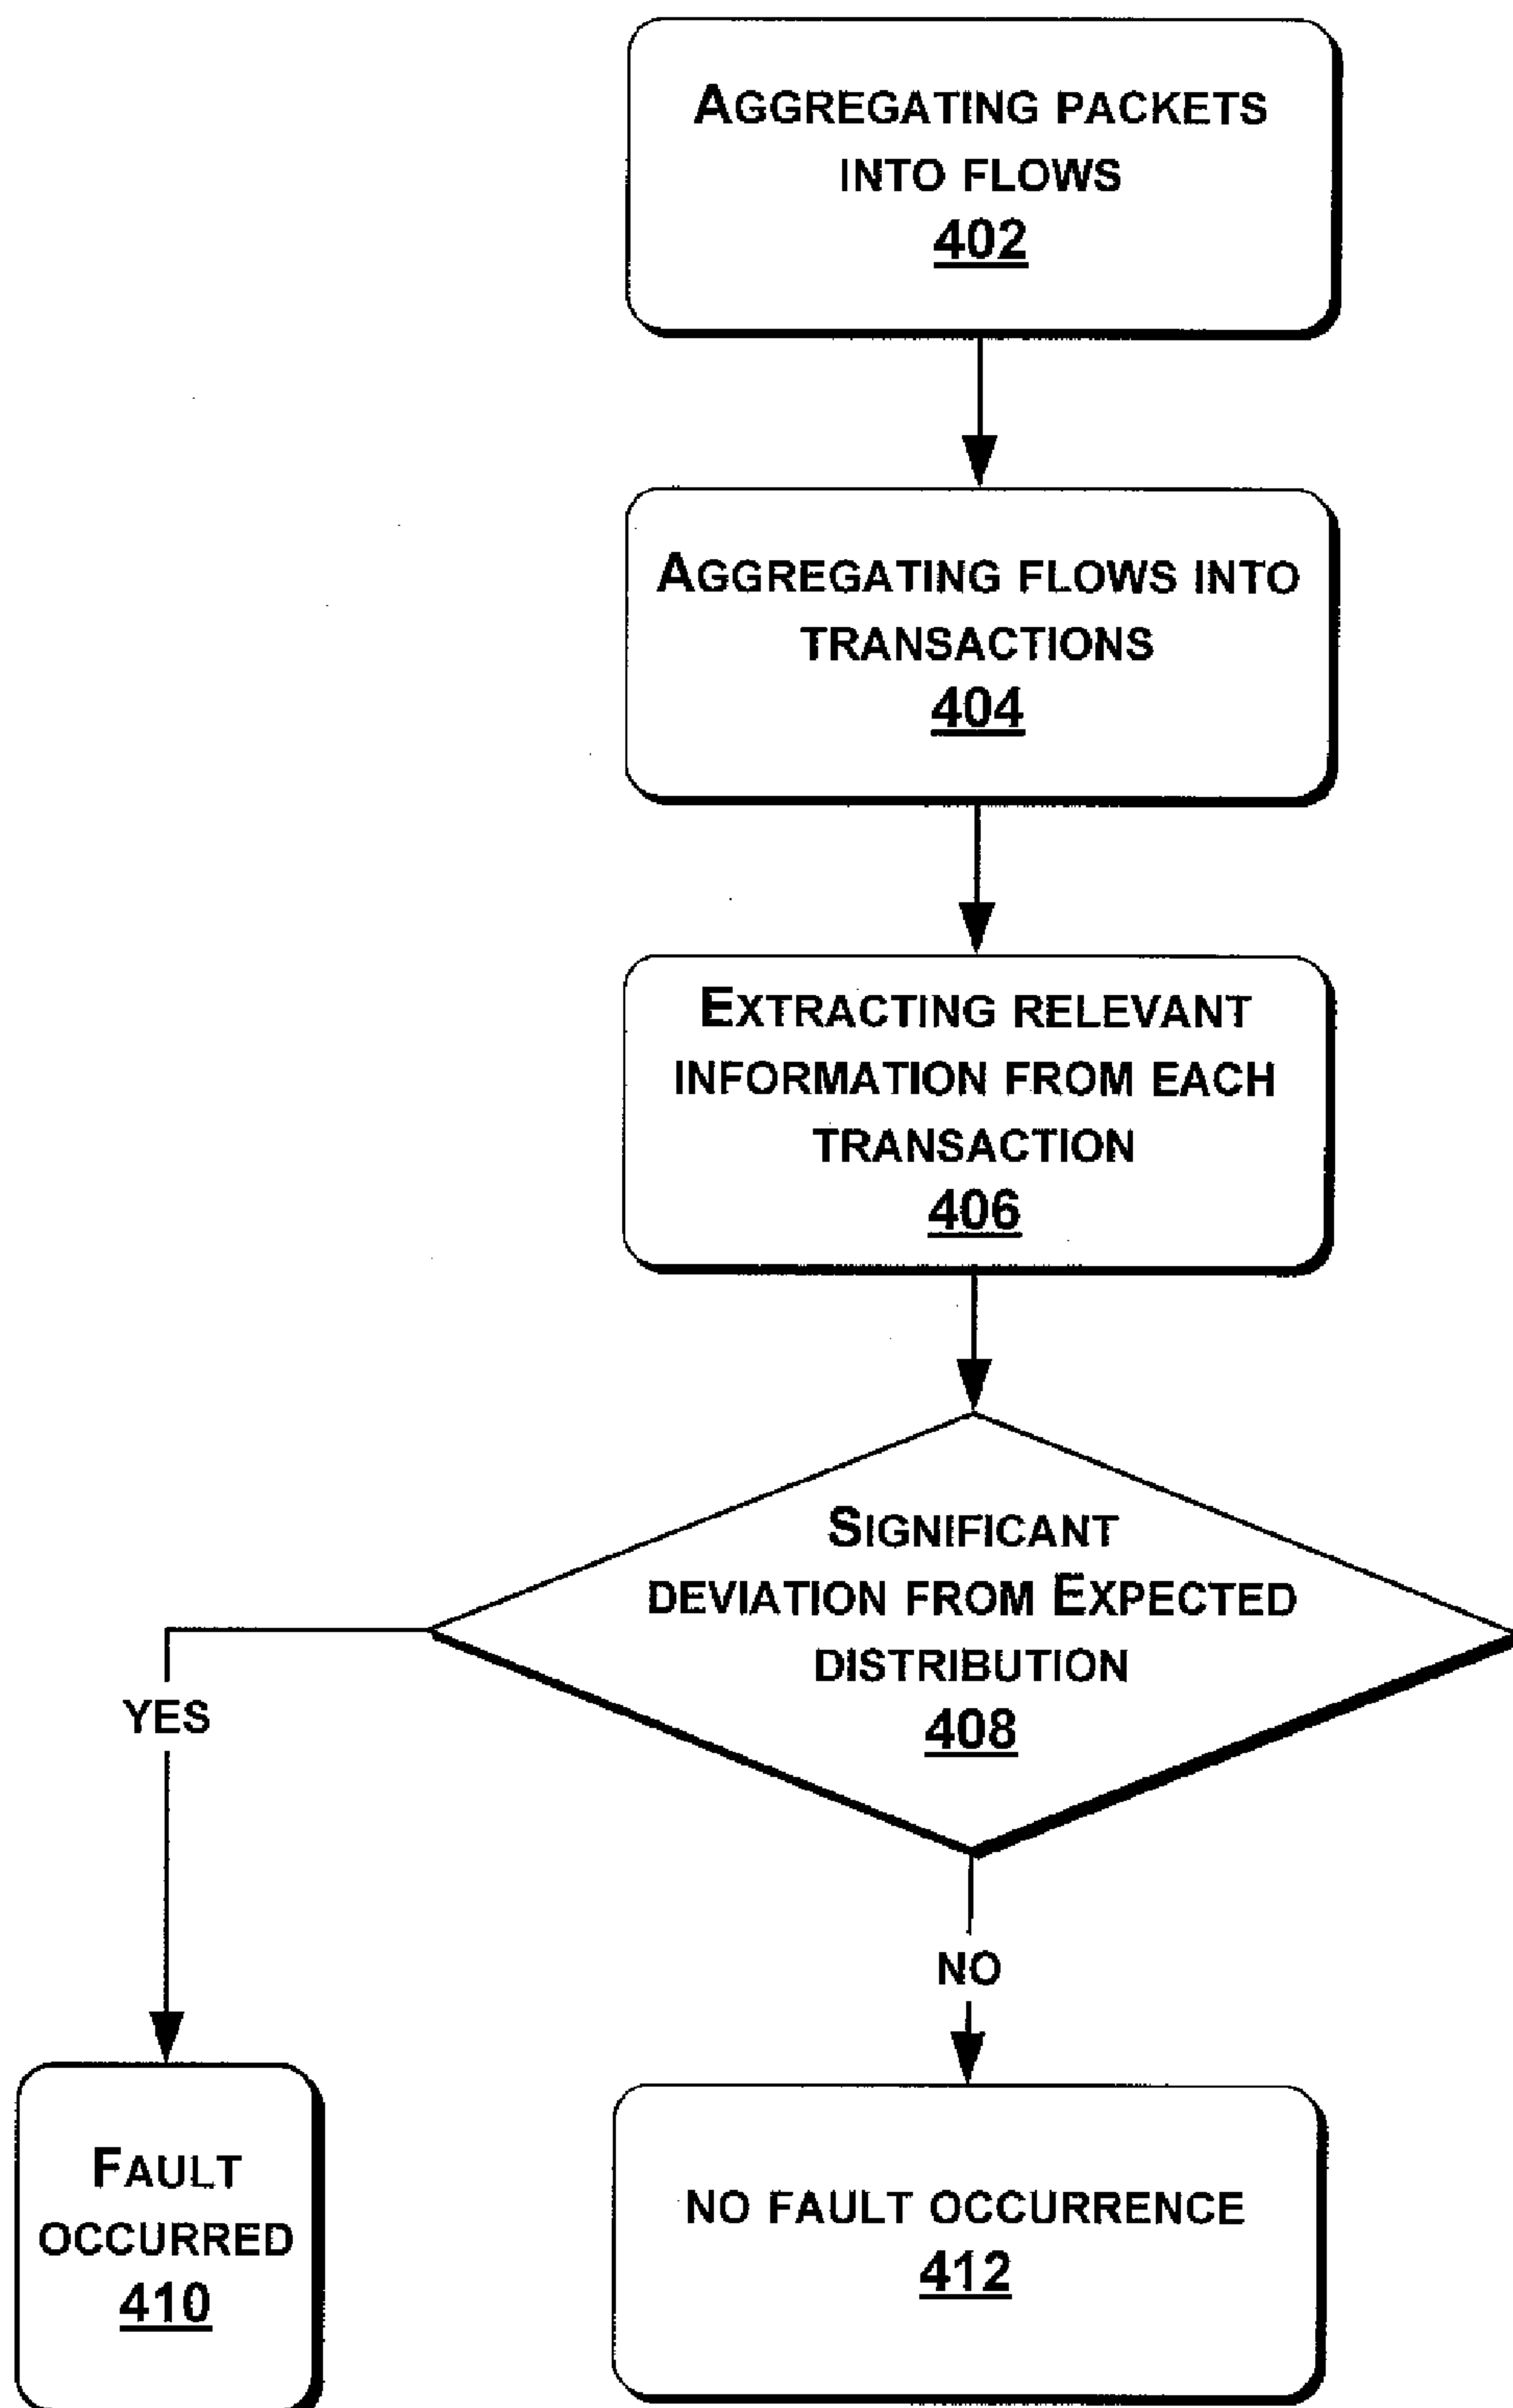 AGGREGATING PACKETS
INTO FLOWS
402
AGGREGATING FLOWS INTO
TRANSACTIONS
404
EXTRACTING RELEVANT
INFORMATION FROM EACH
TRANSACTION
406
SIGNIFICANT
DEVIATION FROM EXPECTED
DISTRIBUTION
408
YES
NO
FAULT
OCCURRED
410
NO FAULT OCCURRENCE
412